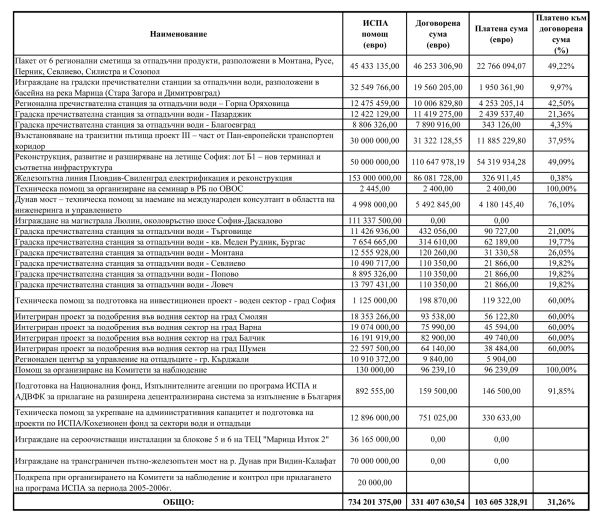 Наименование ИСПА помощ (евро) Договорена сума (евро) Платена сума (евро) Платено към договорена сума (%)
Пакет от 6 регионални сметища за отпадъчни продукти, разположени в Монтана, Русе,
Перник, Севлиево, Силистра и Созопол 45 433 135,00 46 253 306,90 22 766 094,07 49,22%
Изграждане на градски пречиствателни станции за отпадъчни води, разположени в
басейна на река Марица (Стара Загора и Димитровград) 32 549 766,00 19 560 205,00 1 950 361,90 9,97%
Регионална пречиствателна станция за отпадъчни води – Горна Оряховица 12 475 459,00 10 006 829,80 4 253 205,14 42,50%
Градска пречиствателна станция за отпадъчни води - Пазарджик 12 422 129,00 11 419 275,00 2 439 537,40 21,36%
Градска пречиствателна станция за отпадъчни води - Благоевград 8 806 326,00 7 890 916,00 343 126,00 4,35%
Възстановяване на транзитни пътища проект III – част от Пан-европейски транспортен
коридор 30 000 000,00 31 322 128,55 11 885 229,80 37,95%
Реконструкция, развитие и разширяване на летище София: лот Б1 – нов терминал и
съответна инфраструктура 50 000 000,00 110 647 978,19 54 319 934,28 49,09%
Железопътна линия Пловдив-Свиленград електрификация и реконструкция 153 000 000,00 86 081 728,00 326 911,45 0,38%
Техническа помощ за организиране на семинар в РБ по ОВОС 2 445,00 2 400,00 2 400,00 100,00%
Дунав мост – техническа помощ за наемане на международен консултант в областта на
инженеринга и управлението 4 998 000,00 5 492 845,00 4 180 145,40 76,10%
Изграждане на магистрала Люлин, околовръстно шосе София-Даскалово 111 337 500,00 0,00 0,00
Градска пречиствателна станция за отпадъчни води - Търговище 11 426 936,00 432 056,00 90 727,00 21,00%
Градска пречиствателна станция за отпадъчни води - кв. Меден Рудник, Бургас 7 654 665,00 314 610,00 62 189,00 19,77%
Градска пречиствателна станция за отпадъчни води - Монтана 12 555 928,00 120 260,00 31 330,58 26,05%
Градска пречиствателна станция за отпадъчни води - Севлиево 10 490 717,00 110 350,00 21 866,00 19,82%
Градска пречиствателна станция за отпадъчни води - Попово 8 895 326,00 110 350,00 21 866,00 19,82%
Градска пречиствателна станция за отпадъчни води - Ловеч 13 797 431,00 110 350,00 21 866,00 19,82%
Техническа помощ за подготовка на инвестиционен проект - воден сектор - град София 1 125 000,00 198 870,00 119 322,00 60,00%
Интегриран проект за подобрения във водния сектор на град Смолян 18 353 266,00 93 538,00 56 122,80 60,00%
Интегриран проект за подобрения във водния сектор на град Варна 19 074 000,00 75 990,00 45 594,00 60,00%
Интегриран проект за подобрения във водния сектор на град Балчик 16 191 919,00 82 900,00 49 740,00 60,00%
Интегриран проект за подобрения във водния сектор на град Шумен 22 597 500,00 64 140,00 38 484,00 60,00%
Регионален център за управление на отпадъците - гр. Кърджали 10 910 372,00 9 840,00 5 904,00
Помощ за организиране на Комитети за наблюдение 130 000,00 96 239,10 96 239,09 100,00%
Подготовка на Националния фонд, Изпълнителните агенции по програма ИСПА и
АДВФК за прилагане на разширена децентрализирана система за изпълнение в България 892 555,00 159 500,00 146 500,00 91,85%
Техническа помощ за укрепване на административния капацитет и подготовка на
проекти по ИСПА/Кохезионен фонд за сектори води и отпадъци 12 896 000,00 751 025,00 330 633,00
Изграждане на сероочистващи инсталации за блокове 5 и 6 на ТЕЦ "Марица Изток 2" 36 165 000,00 0,00 0,00
Изграждане на трансграничен пътно-железопътен мост на р. Дунав при Видин-Калафат 70 000 000,00 0,00 0,00
Подкрепа при организирането на Комитети за наблюдение и контрол при прилагането
на програма ИСПА за периода 2005-2006г. 20 000,00
ОБЩО: 734 201 375,00 331 407 630,54 103 605 328,91 31,26%